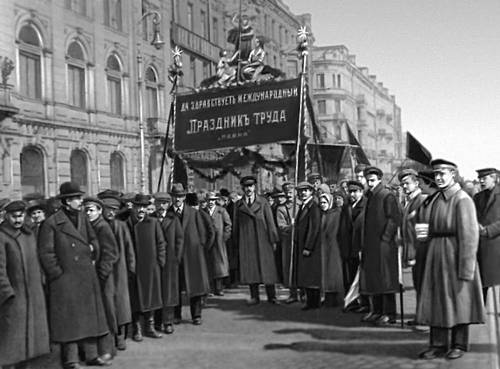 ДА ЗДРАВСТВУЕТЪ МЕЖДУНАРОДНЫЙ
ПРАЗДНИКЪ ТРУДА